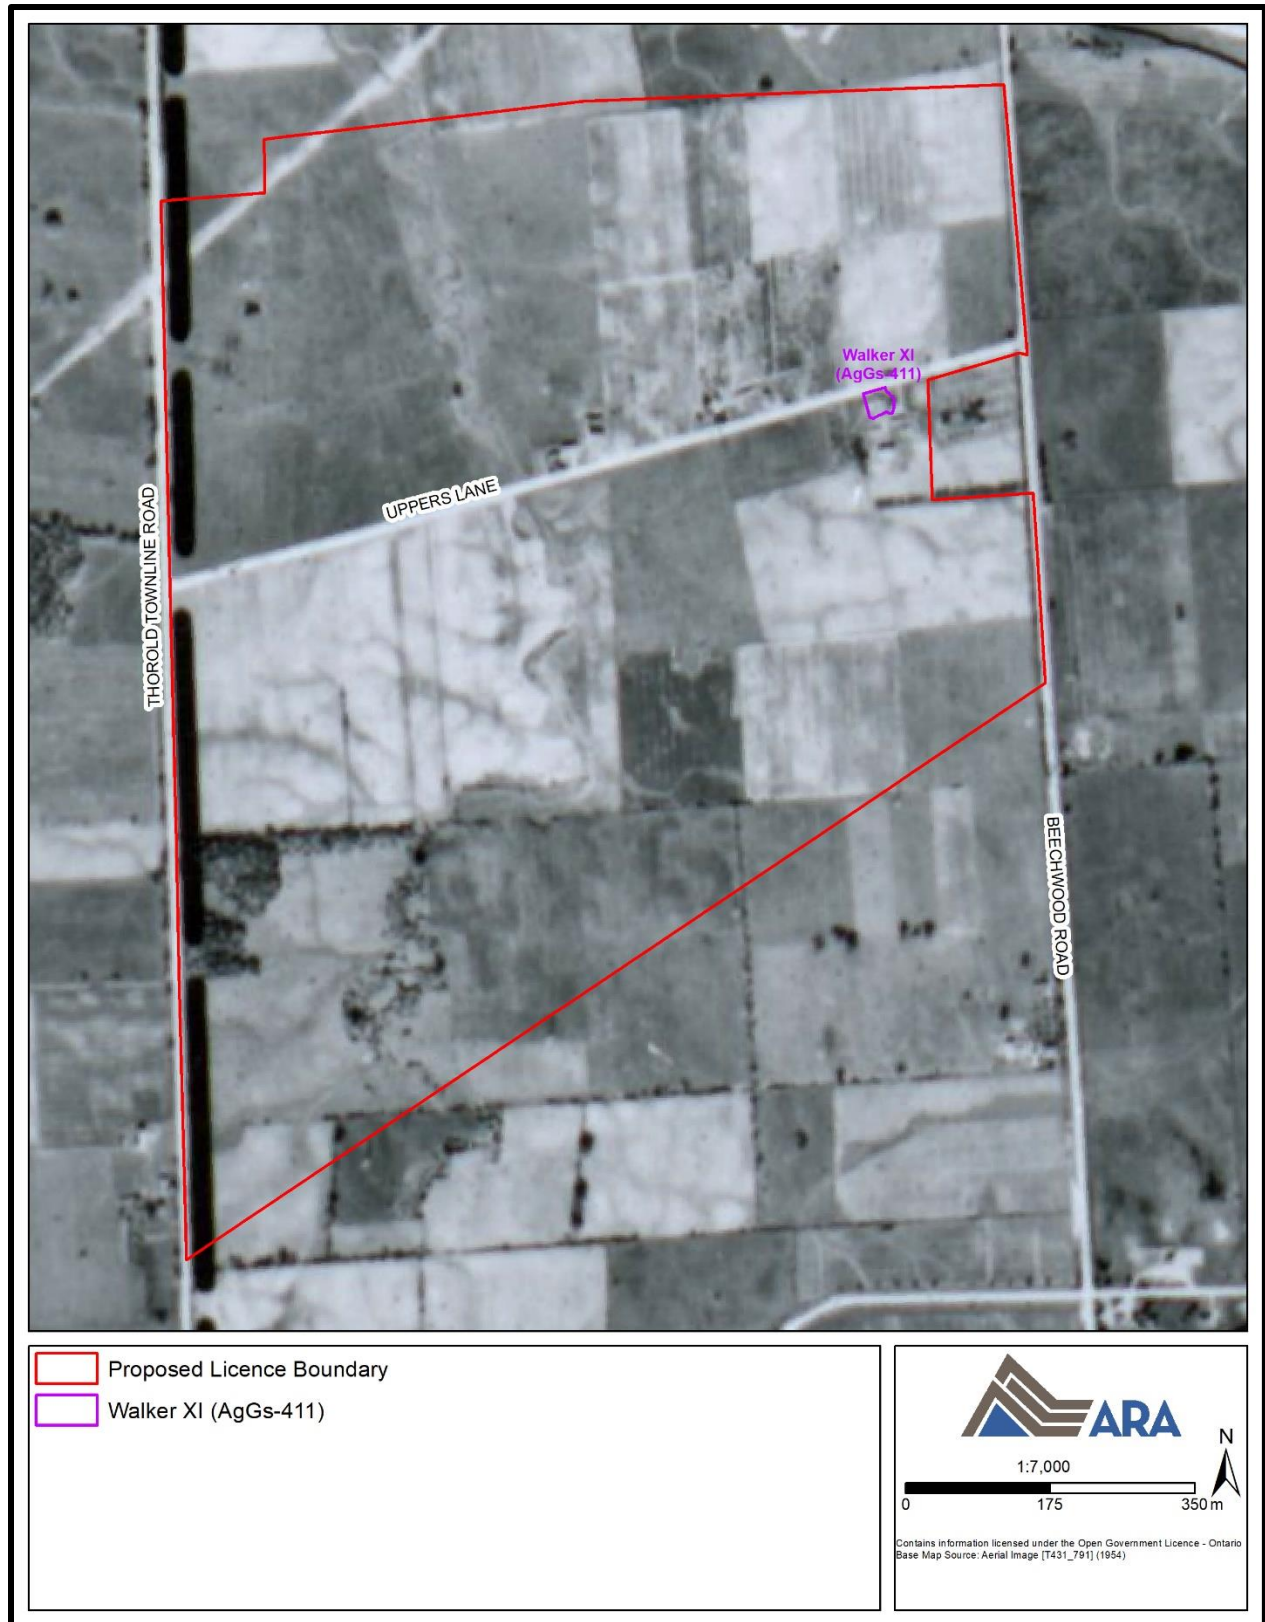 Walker XI
(AgGs-411)
UPPERS LANE
THOROLD TOWNLINE ROAD
BEECHWOOD ROAD
Proposed Licence Boundary
Walker XI (AgGs-411)
ARA
N
1:7,000
0 175 350 m
Contains information licensed under the Open Government Licence - Ontario
Base Map Source: Aerial Image [T431_791] (1954)